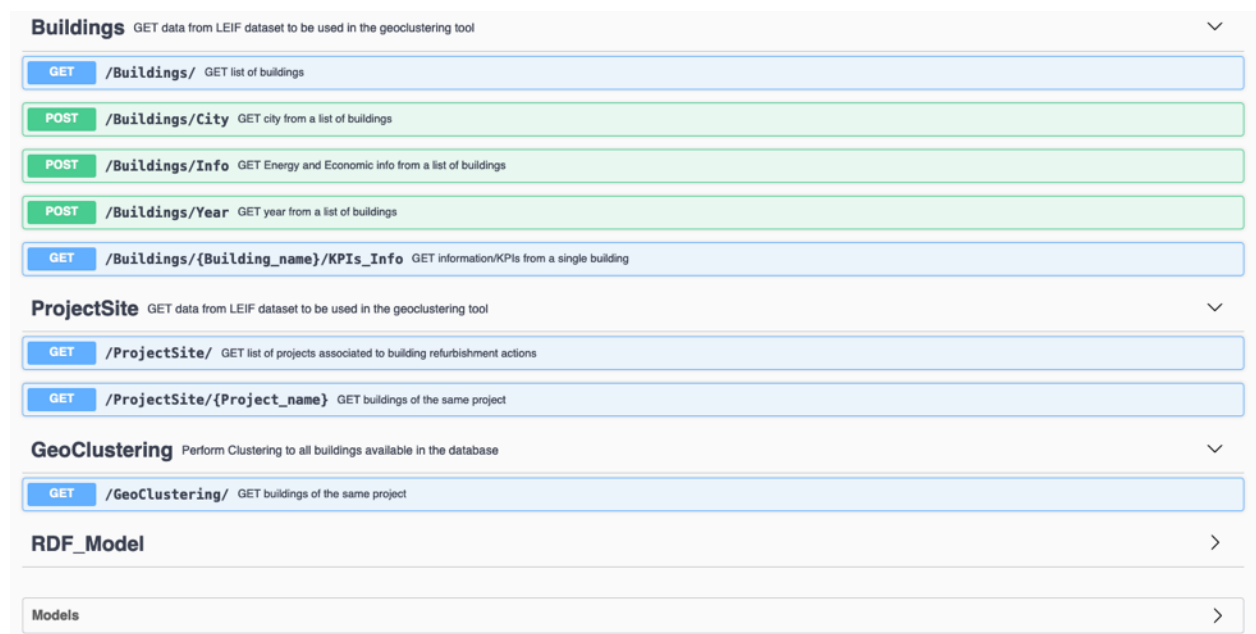 Buildings GET data from LEIF dataset to be used in the geoclustering tool
GET /Buildings/ GET list of buildings
POST /Buildings/City GET city from a list of buildings
POST /Buildings/Info GET Energy and Economic info from a list of buildings
POST /Buildings/Year GET year from a list of buildings
GET /Buildings/{Building_name}/KPIs_Info GET information/KPIs from a single building
ProjectSite GET data from LEIF dataset to be used in the geoclustering tool
GET /ProjectSite/ GET list of projects associated to building refurbishment actions
GET /ProjectSite/{Project_name} GET buildings of the same project
GeoClustering Perform Clustering to all buildings available in the database
GET /GeoClustering/ GET buildings of the same project
RDF_Model
Models